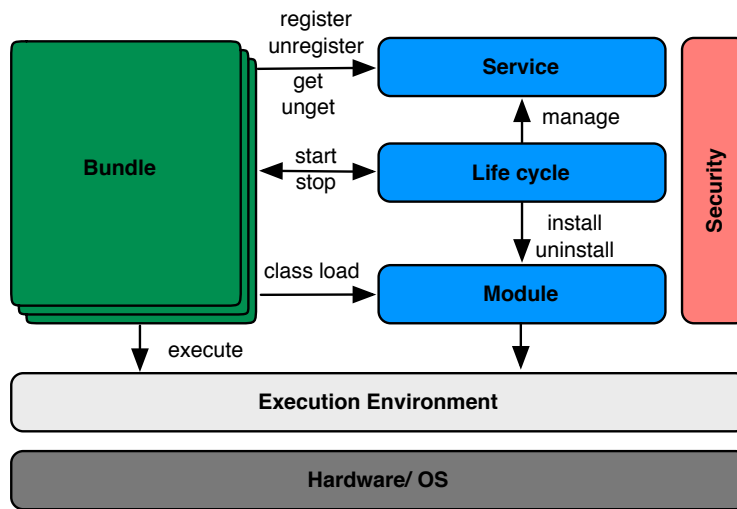 register
unregister
get
unget
Service
manage
Bundle
start
stop
Life cycle
install
uninstall
class load
Module
Security
execute
Execution Environment
Hardware/ OS